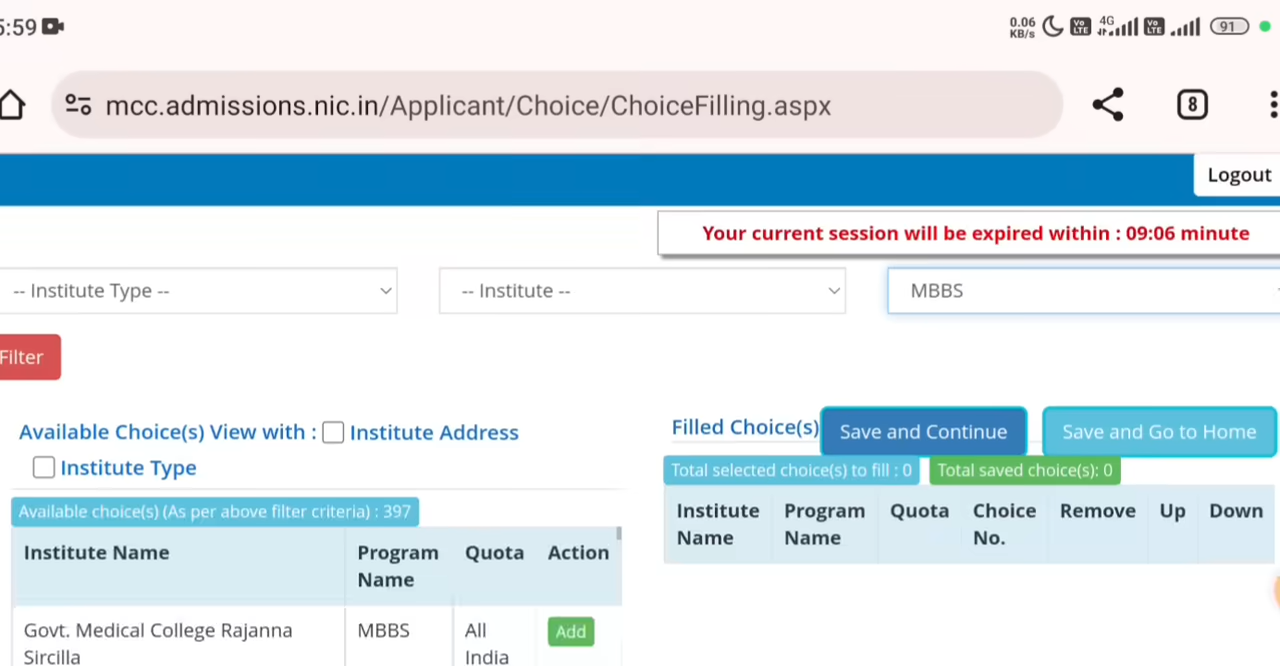 5:59
0.06 KB/s Vo LTE 4G Vo LTE 91
mcc.admissions.nic.in/Applicant/Choice/ChoiceFilling.aspx
8
Logout
Your current session will be expired within : 09:06 minute
-- Institute Type --
-- Institute --
MBBS
Filter
Available Choice(s) View with : Institute Address
Institute Type
Available choice(s) (As per above filter criteria) : 397
Institute Name
Program Name
Quota
Action
Govt. Medical College Rajanna
Sircilla
MBBS
All
India
Add
Filled Choice(s)
Save and Continue
Save and Go to Home
Total selected choice(s) to fill : 0
Total saved choice(s): 0
Institute Name
Program Name
Quota
Choice No.
Remove
Up
Down